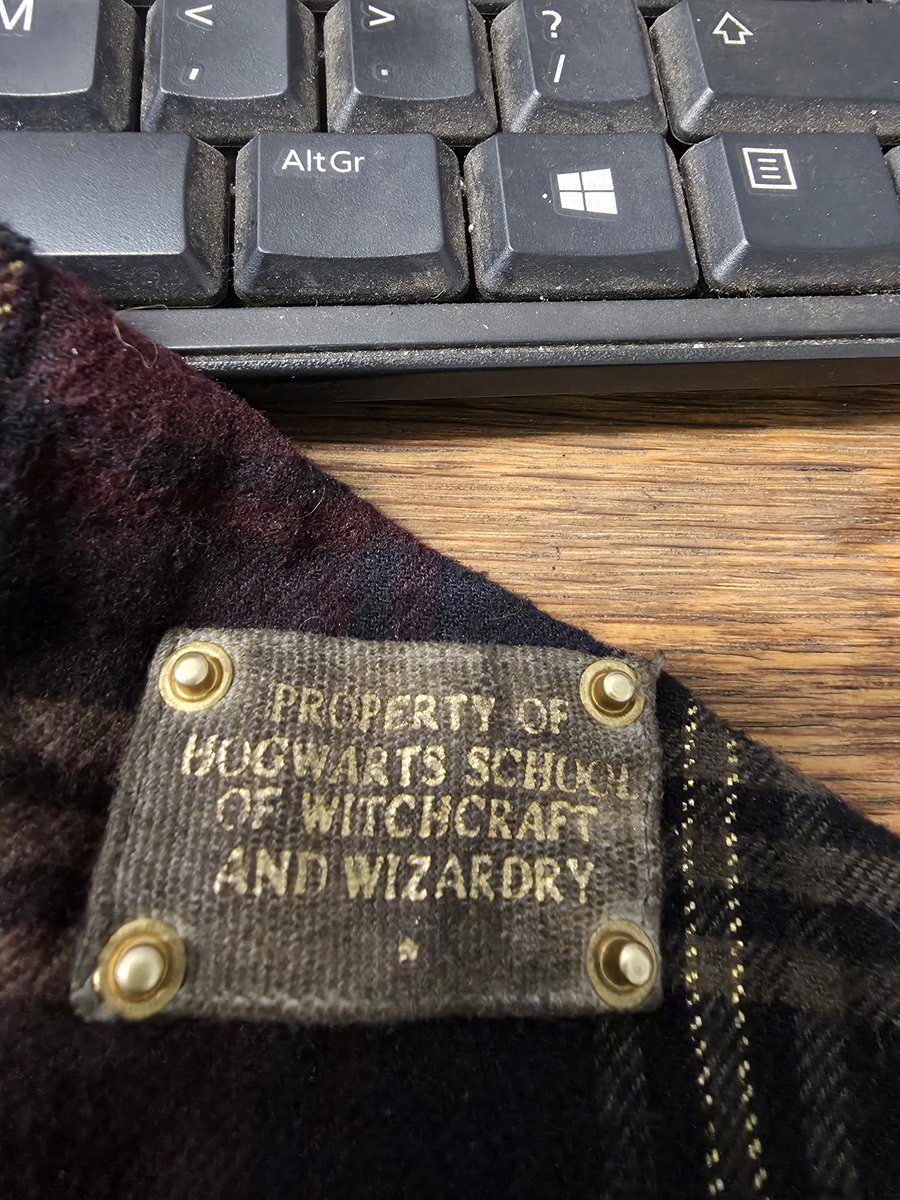 M < >  ?
, . /
AltGr
PROPERTY OF
HOGWARTS SCHOOL
OF WITCHCRAFT
AND WIZARDRY